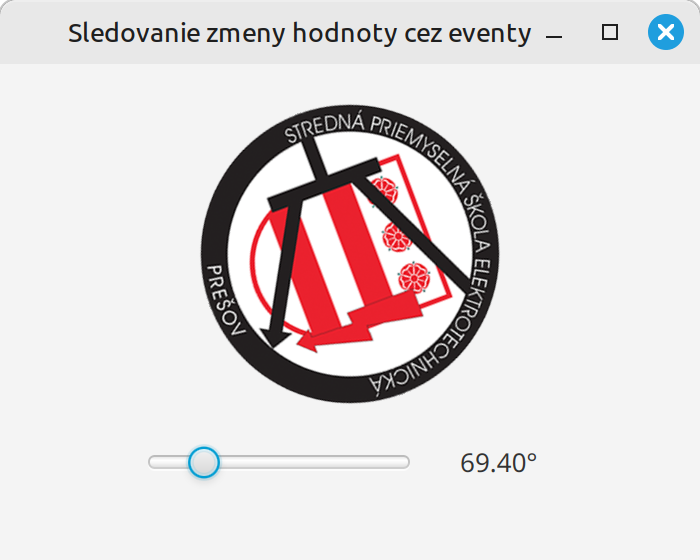 Sledovanie zmeny hodnoty cez eventy
STREDNÁ PRIEMYSELNÁ ŠKOLA ELEKTROTECHNICKÁ
PREŠOV
69.40°